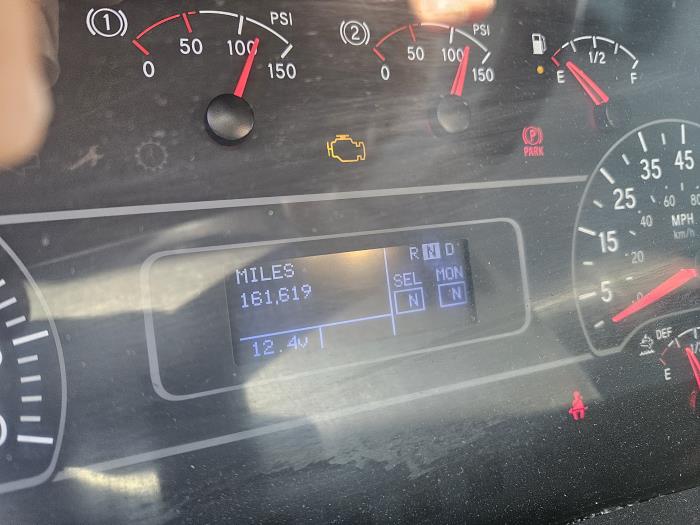 (1) PSI
0 50 100 150
(2) PSI
0 50 100 150
E 1/2 F
P
PARK
5 15 25 35 45
20 40 60 80
MPH
km/h
MILES
161,619
R N D
SEL MON
N N
12.4v
DEF
E